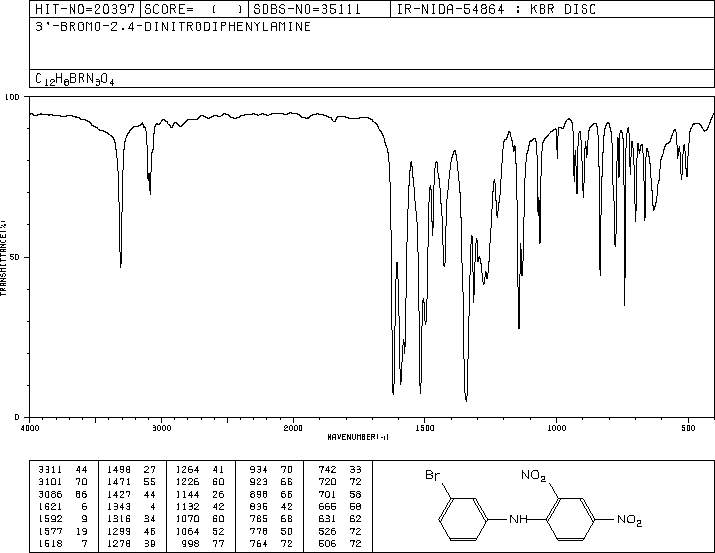 HIT-NO=20397 SCORE= ( ) SDBS-NO=35111 IR-NIDA-54864 : KBR DISC
3'-BROMO-2.4-DINITRODIPHENYLAMINE
C12H8BRN3O4
100
50
0
TRANSMITTANCE(%)
4000 3000 2000 1500 1000 500
WAVENUMBER(-1)
3311 44 1498 27 1264 41 934 70 742 33
3101 70 1471 55 1226 60 923 66 720 72
3086 66 1427 44 1144 26 898 66 701 58
1621 6 1343 4 1132 42 835 42 666 58
1592 9 1316 34 1070 60 785 68 631 62
1577 19 1299 46 1064 52 778 50 526 72
1518 7 1278 39 998 77 764 72 506 72
Br
NO2
NH
NO2